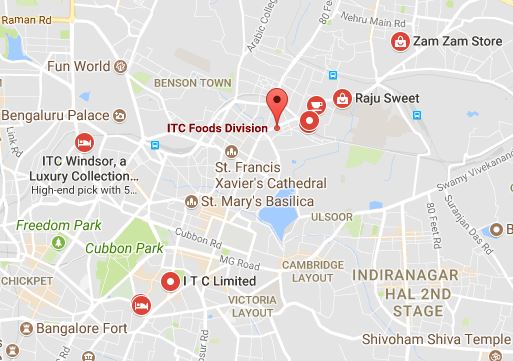 Raman Rd
Nehru Main Rd
Arabic College
80 Feet Rd
Zam Zam Store
Fun World
BENSON TOWN
Raju Sweet
Bengaluru Palace
ITC Foods Division
Link Rd
ITC Windsor, a
Luxury Collection...
High-end pick with 5...
St. Francis
Xavier's Cathedral
St. Mary's Basilica
ULSOOR
Swamy Vivekanand
80 Feet Rd
Suranjan Das Rd
B
Freedom Park
Cubbon Park
Cubbon Rd
MG Road
CAMBRIDGE
LAYOUT
INDIRANAGAR
HAL 2ND
STAGE
CHICKPET
I T C Limited
VICTORIA
LAYOUT
Bangalore Fort
Shivoham Shiva Temple